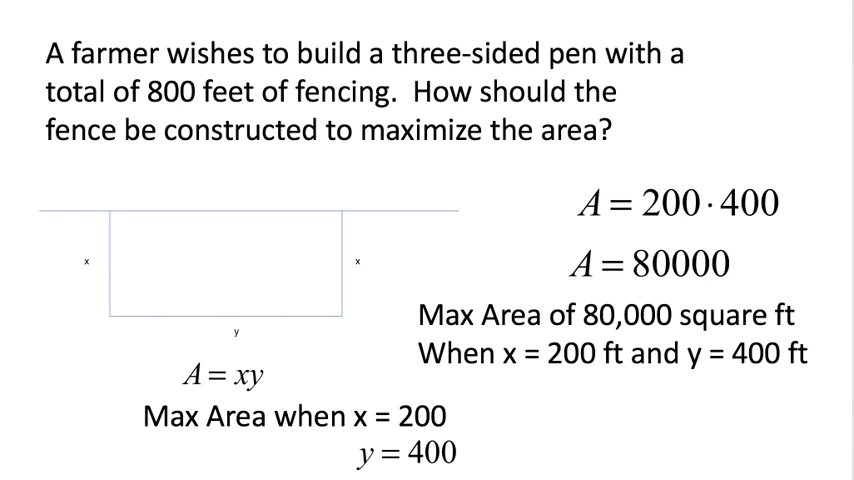 A farmer wishes to build a three-sided pen with a
total of 800 feet of fencing.  How should the
fence be constructed to maximize the area?
A = 200 · 400
A = 80000
x
x
Max Area of 80,000 square ft
When x = 200 ft and y = 400 ft
y
A = xy
Max Area when x = 200
y = 400